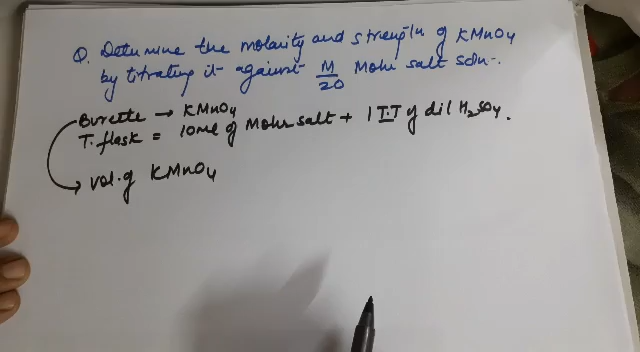 Q. Determine the molarity and strength of KMnO4
by titrating it against M/20 Mohr salt soln.
Burette → KMnO4
T. flask = 10ml of Mohr salt + 1 T.T of dil H2SO4.
→ vol. of KMnO4